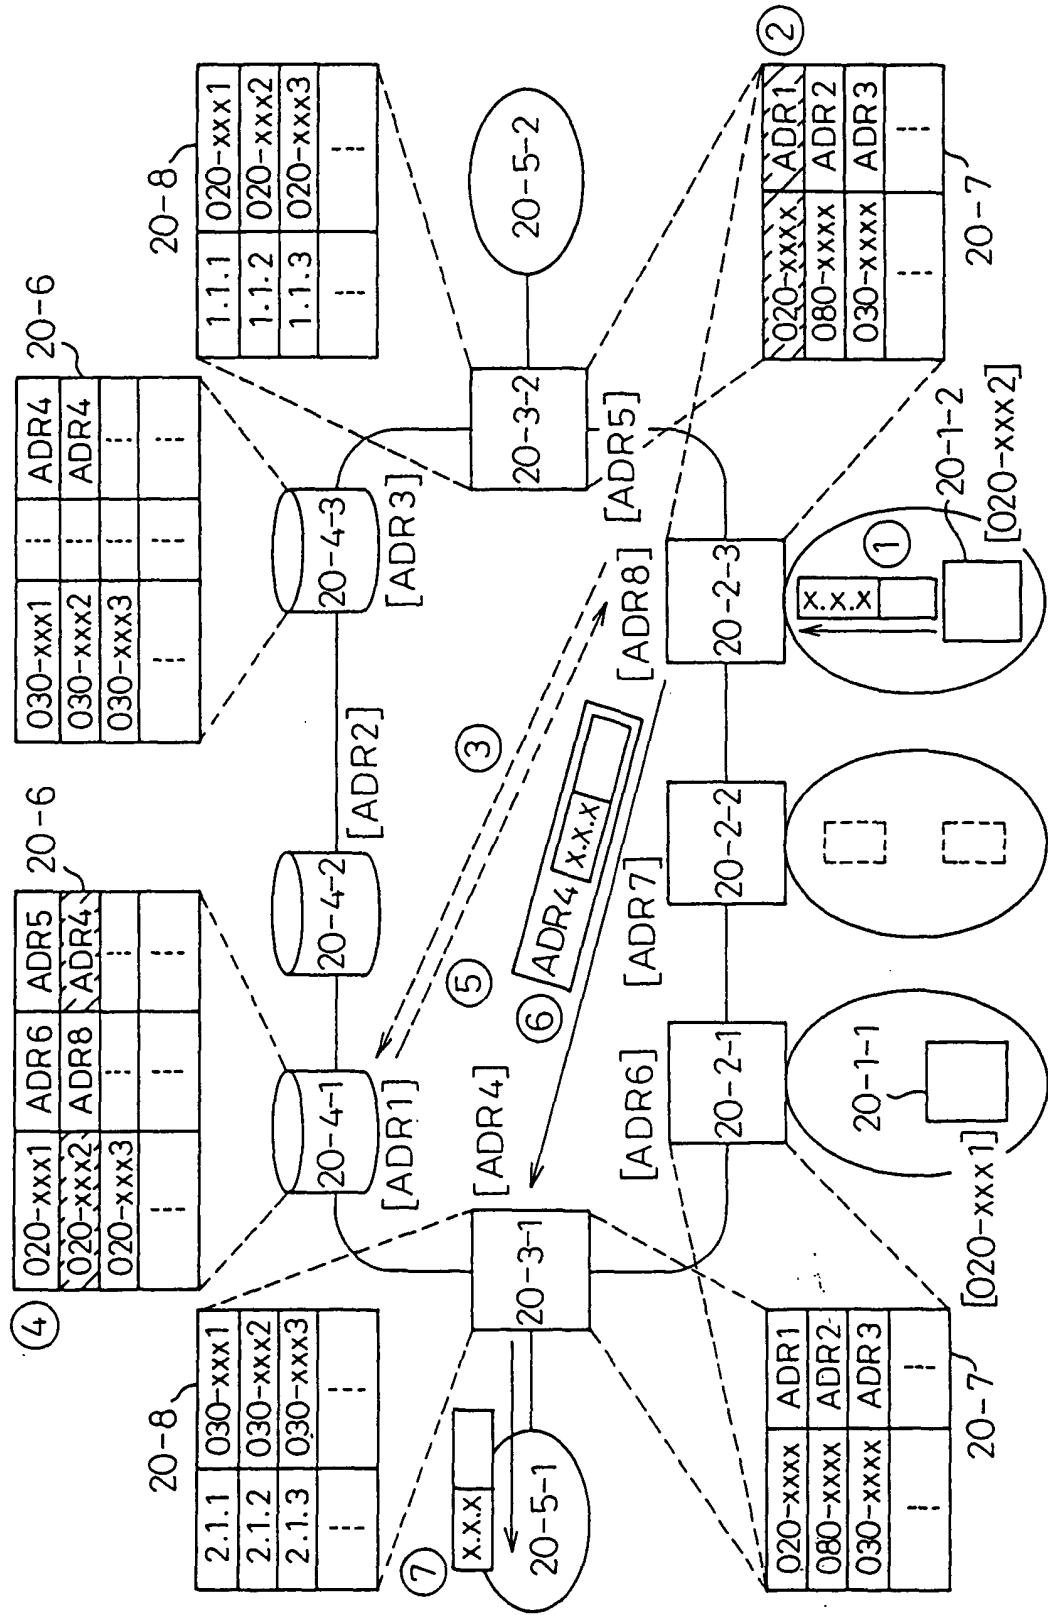 ④
020-xxx1 ADR6 ADR5
020-xxx2 ADR8 ADR4
020-xxx3 ... ...
... ... ...
20-6
030-xxx1 ... ADR4
030-xxx2 ... ADR4
030-xxx3 ... ...
... ... ...
20-6
20-8
2.1.1 030-xxx1
2.1.2 030-xxx2
2.1.3 030-xxx3
... ...
20-4-1
[ADR1]
20-4-2
[ADR2]
20-4-3
[ADR3]
20-8
1.1.1 020-xxx1
1.1.2 020-xxx2
1.1.3 020-xxx3
... ...
⑦
x.x.x
20-5-1
20-3-1
[ADR4]
⑤
③
⑥
ADR4 x.x.x
20-3-2
[ADR5]
20-5-2
[ADR6]
20-2-1
[ADR7]
20-2-2
[ADR8]
20-2-3
②
020-xxxx ADR1
080-xxxx ADR2
030-xxxx ADR3
... ...
20-7
020-xxxx ADR1
080-xxxx ADR2
030-xxxx ADR3
... ...
20-7
20-1-1
[020-xxx1]
x.x.x
①
20-1-2
[020-xxx2]